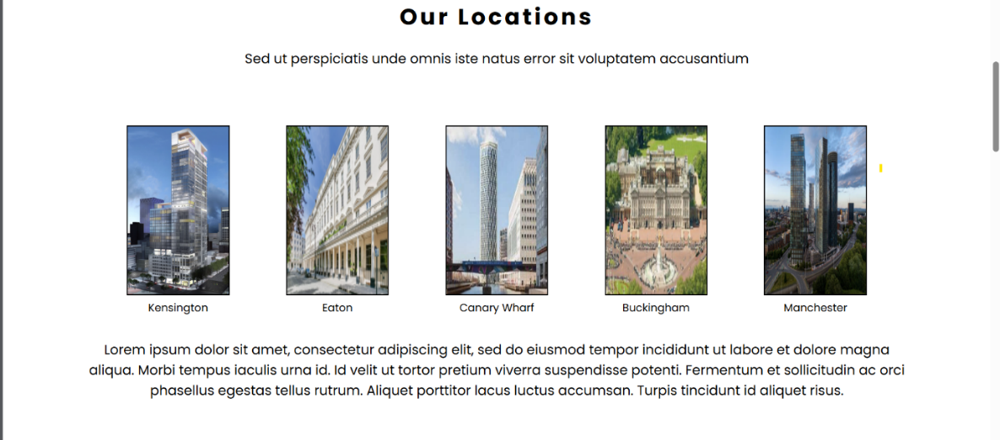 Our Locations
Sed ut perspiciatis unde omnis iste natus error sit voluptatem accusantium
Kensington
Eaton
Canary Wharf
Buckingham
Manchester
Lorem ipsum dolor sit amet, consectetur adipiscing elit, sed do eiusmod tempor incididunt ut labore et dolore magna
aliqua. Morbi tempus iaculis urna id. Id velit ut tortor pretium viverra suspendisse potenti. Fermentum et sollicitudin ac orci
phasellus egestas tellus rutrum. Aliquet porttitor lacus luctus accumsan. Turpis tincidunt id aliquet risus.